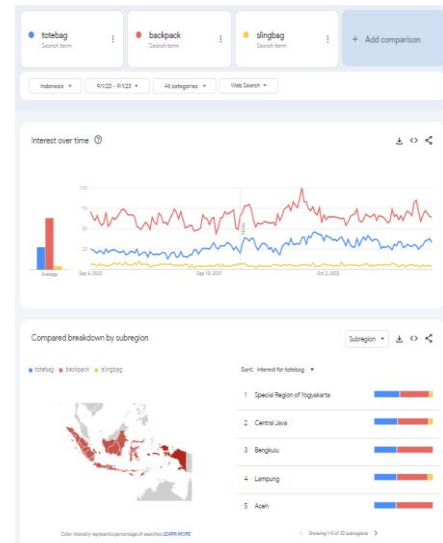 totebag
Search term
backpack
Search term
slingbag
Search term
+ Add comparison
Indonesia
9/1/20 - 9/1/23
All categories
Web Search
Interest over time
100
75
50
25
Note
Average
Sep 6, 2020
Sep 19, 2021
Oct 2, 2022
Compared breakdown by subregion
Subregion
totebag backpack slingbag
Sort: Interest for totebag
1 Special Region of Yogyakarta
2 Central Java
3 Bengkulu
4 Lampung
5 Aceh
Color intensity represents percentage of searches LEARN MORE
Showing 1-5 of 32 subregions